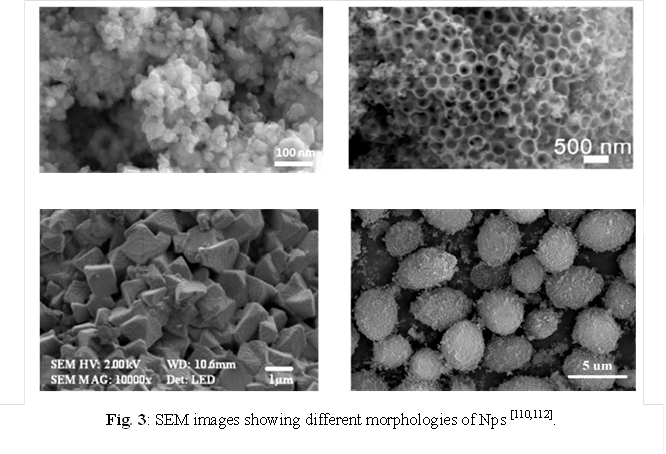 100 nm
500 nm
SEM HV: 2.00kV WD: 10.6mm
SEM MAG: 10000x Det: LED
1μm
5 um
Fig. 3: SEM images showing different morphologies of Nps [110,112].